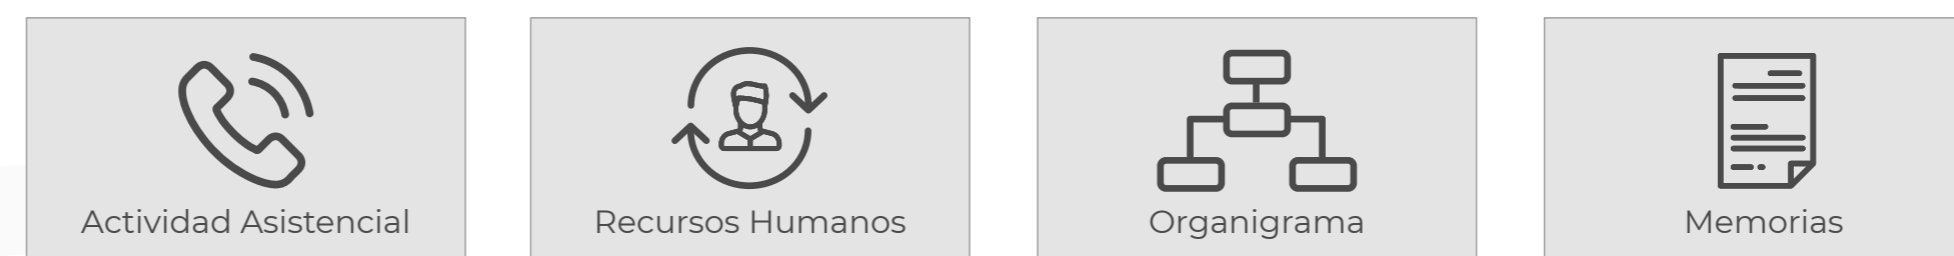 Actividad Asistencial
Recursos Humanos
Organigrama
Memorias